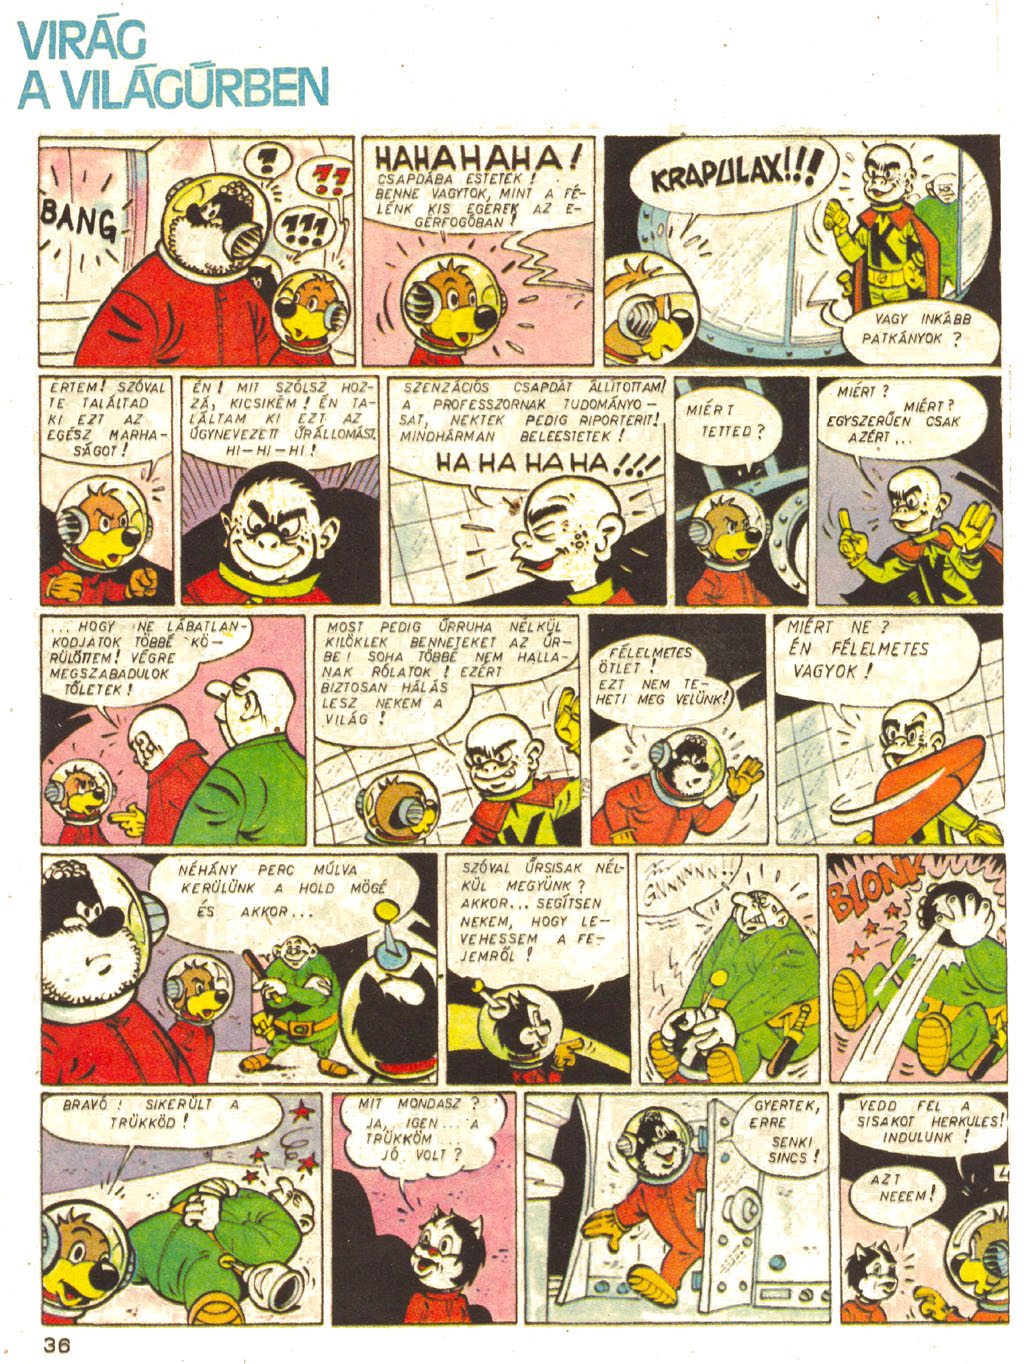 VIRÁG
A VILÁGŰRBEN
BANG
?
??
!!!
HAHAHAHA!
CSAPDÁBA ESTETEK!
BENNE VAGYTOK, MINT A FÉ-
LÉNK KIS EGEREK AZ E-
GÉRFOGÓBAN!
KRAPULAX!!!
K
VAGY INKÁBB
PATKÁNYOK?
ÉRTEM! SZÓVAL
TE TALÁLTAD
KI EZT AZ
EGÉSZ MARHA-
SÁGOT!
ÉN! MIT SZÓLSZ HOZ-
ZÁ, KICSIKÉM! ÉN TA-
LÁLTAM KI EZT AZ
ÚGYNEVEZETT ŰRÁLLOMÁST.
HI-HI-HI!
SZENZÁCIÓS CSAPDÁT ÁLLÍTOTTAM!
A PROFESSZORNAK TUDOMÁNYO-
SAT, NEKTEK PEDIG RIPORTERIT!
MINDHÁRMAN BELEESTETEK!
HA HA HA HA!!!!
MIÉRT
TETTED?
MIÉRT?
MIÉRT?
EGYSZERŰEN CSAK
AZÉRT...
...HOGY NE LÁBATLAN-
KODJATOK TÖBBÉ KÖ-
RÜLÖTTEM! VÉGRE
MEGSZABADULOK
TŐLETEK!
MOST PEDIG ŰRRUHA NÉLKÜL
KILÖKLEK BENNETEKET AZ ŰR-
BE! SOHA TÖBBÉ NEM HALLA-
NAK RÓLATOK! EZÉRT
BIZTOSAN HÁLÁS
LESZ NEKEM A
VILÁG!
FÉLELMETES
ÖTLET!
EZT NEM TE-
HETI MEG VELÜNK!
MIÉRT NE?
ÉN FÉLELMETES
VAGYOK!
NÉHÁNY PERC MÚLVA
KERÜLÜNK A HOLD MÖGÉ
ÉS AKKOR...
SZÓVAL ŰRSISAK NÉL-
KÜL MEGYÜNK?
AKKOR... SEGÍTSEN
NEKEM, HOGY LE-
VEHESSEM A FE-
JEMRŐL!
BLONK
BRAVÓ! SIKERÜLT A
TRÜKKÖD!
MIT MONDASZ?
JA, IGEN... A
TRÜKKÖM...
JÓ VOLT?
GYERTEK,
ERRE
SENKI
SINCS!
VEDD FEL A
SISAKOT HERKULES!
INDULUNK!
AZT
NEEEM!
36